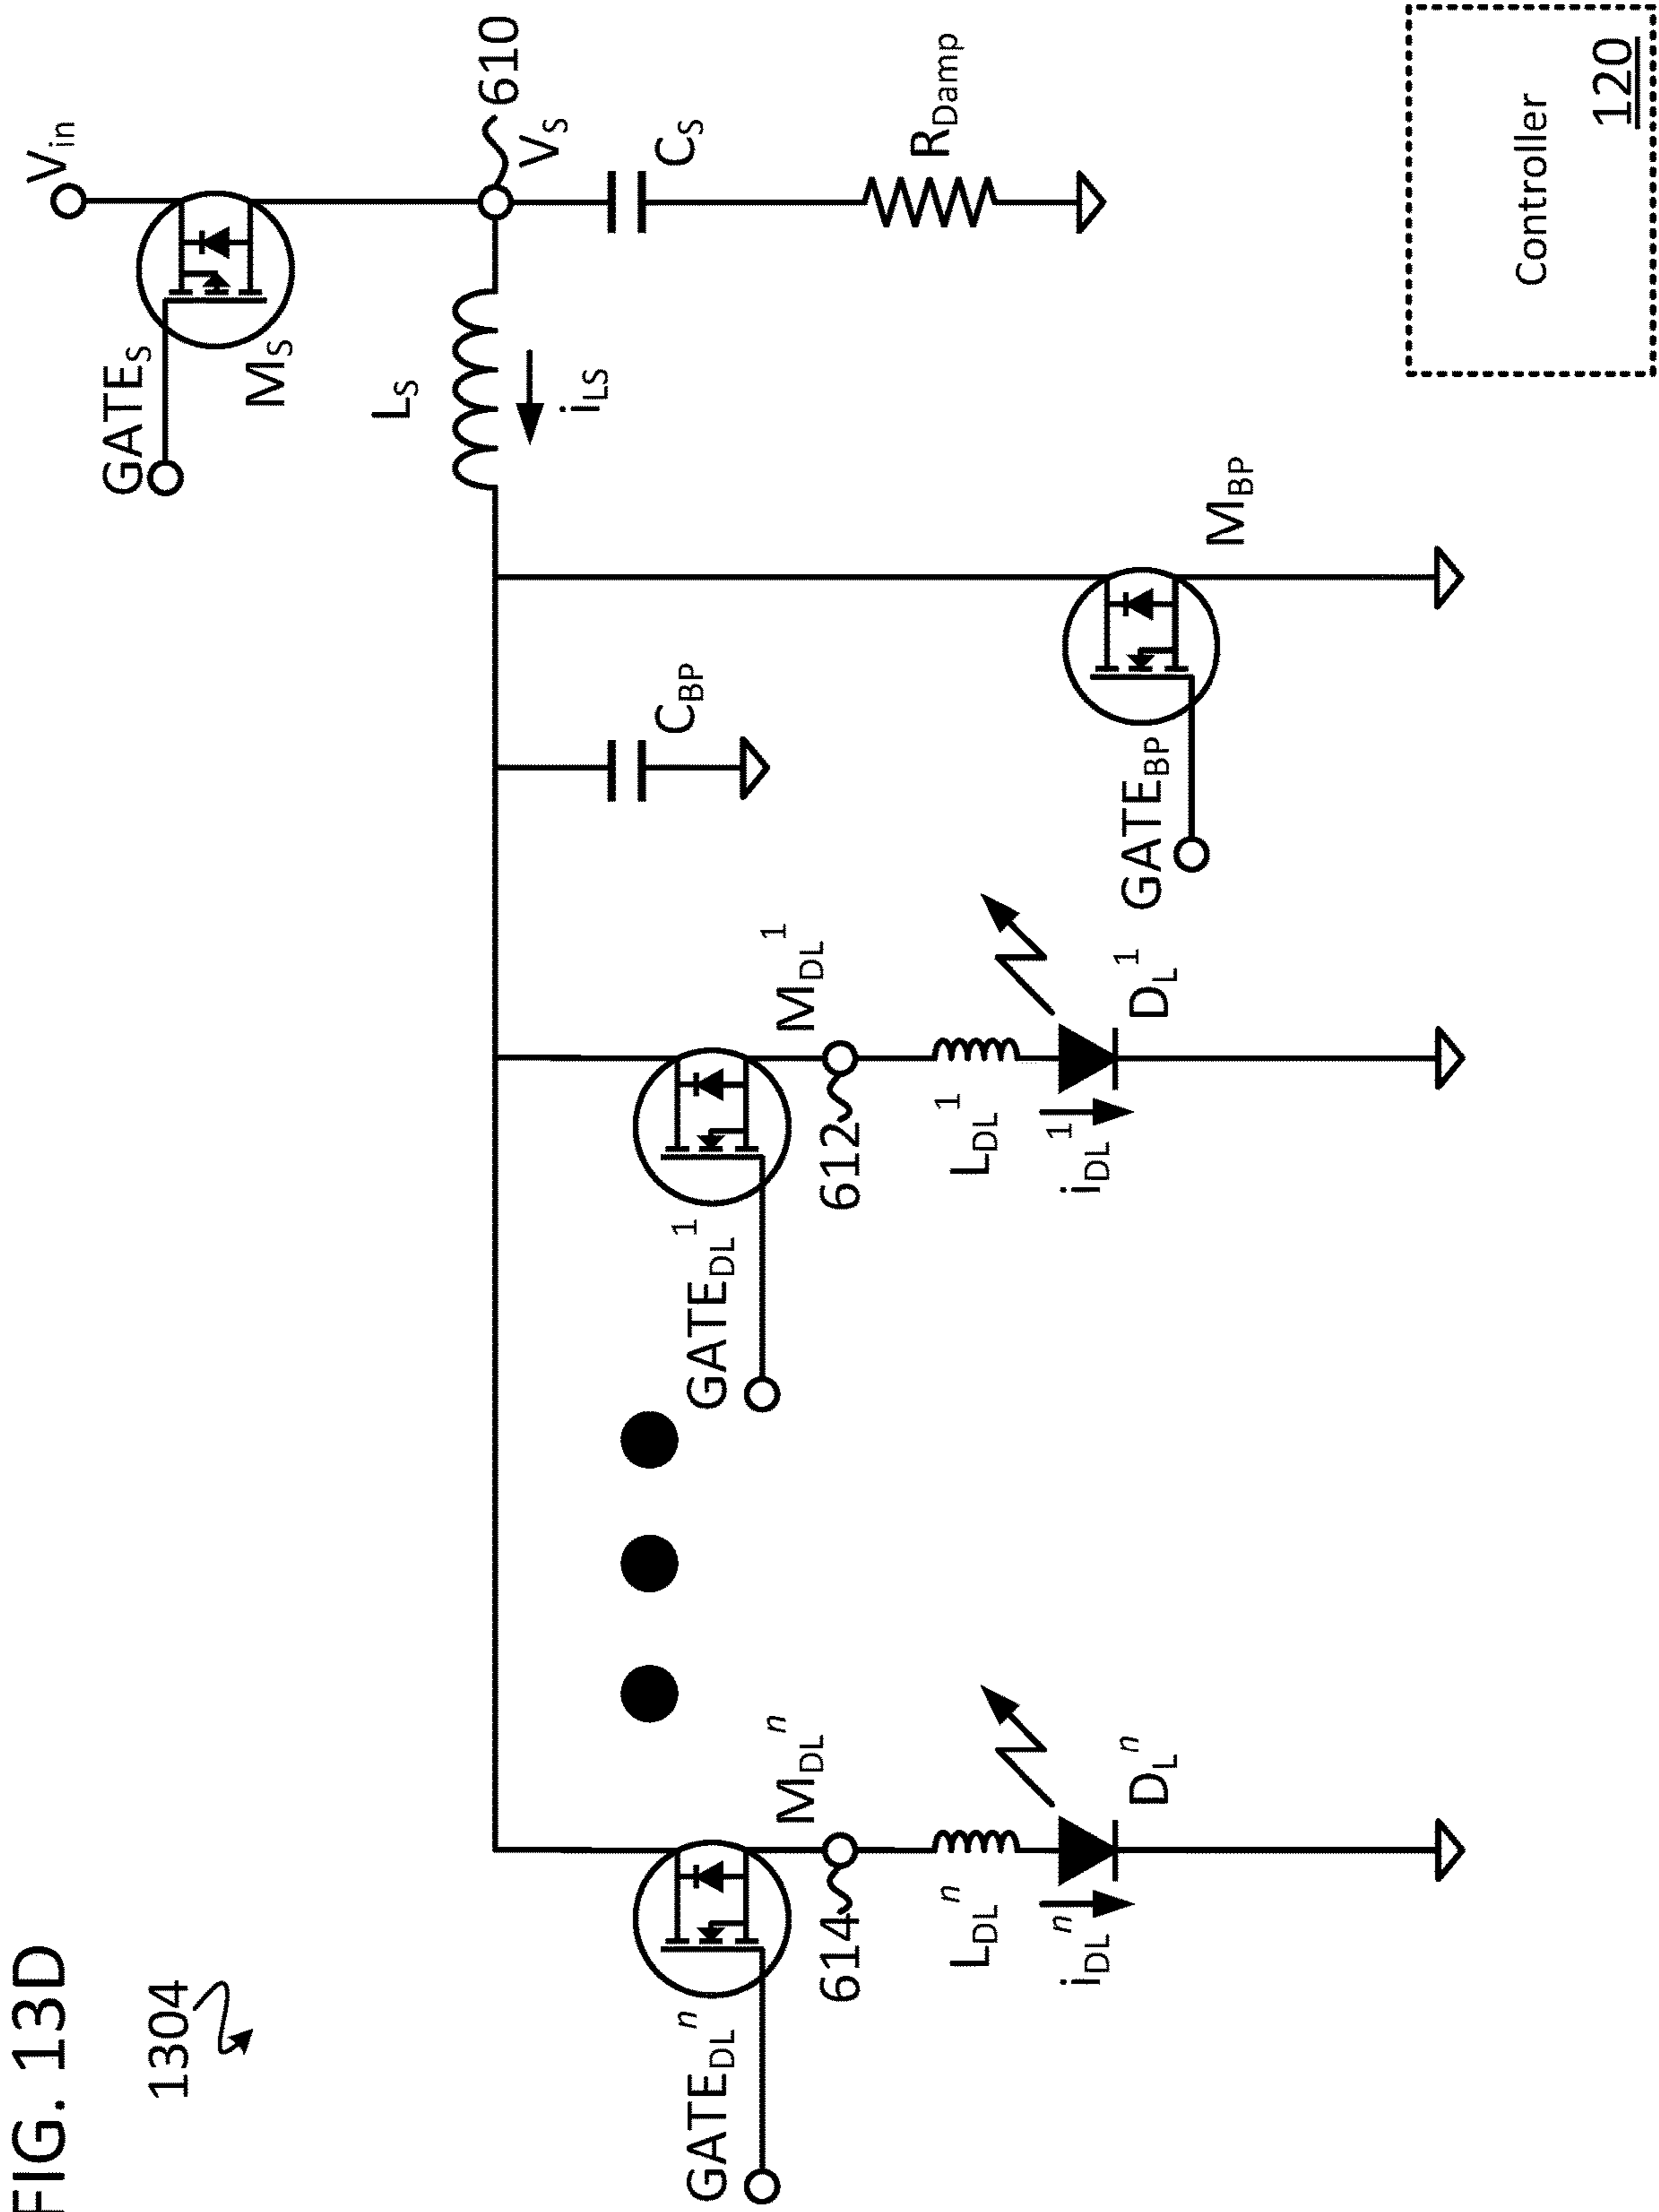 FIG. 13D
1304
Vin
GATES
MS
610
VS
LS
iLS
CS
RDamp
CBP
GATEBP
MBP
GATEDL1
MDL1
612
LDL1
iDL1
DL1
GATEDLn
MDLn
614
LDLn
iDLn
DLn
Controller
120